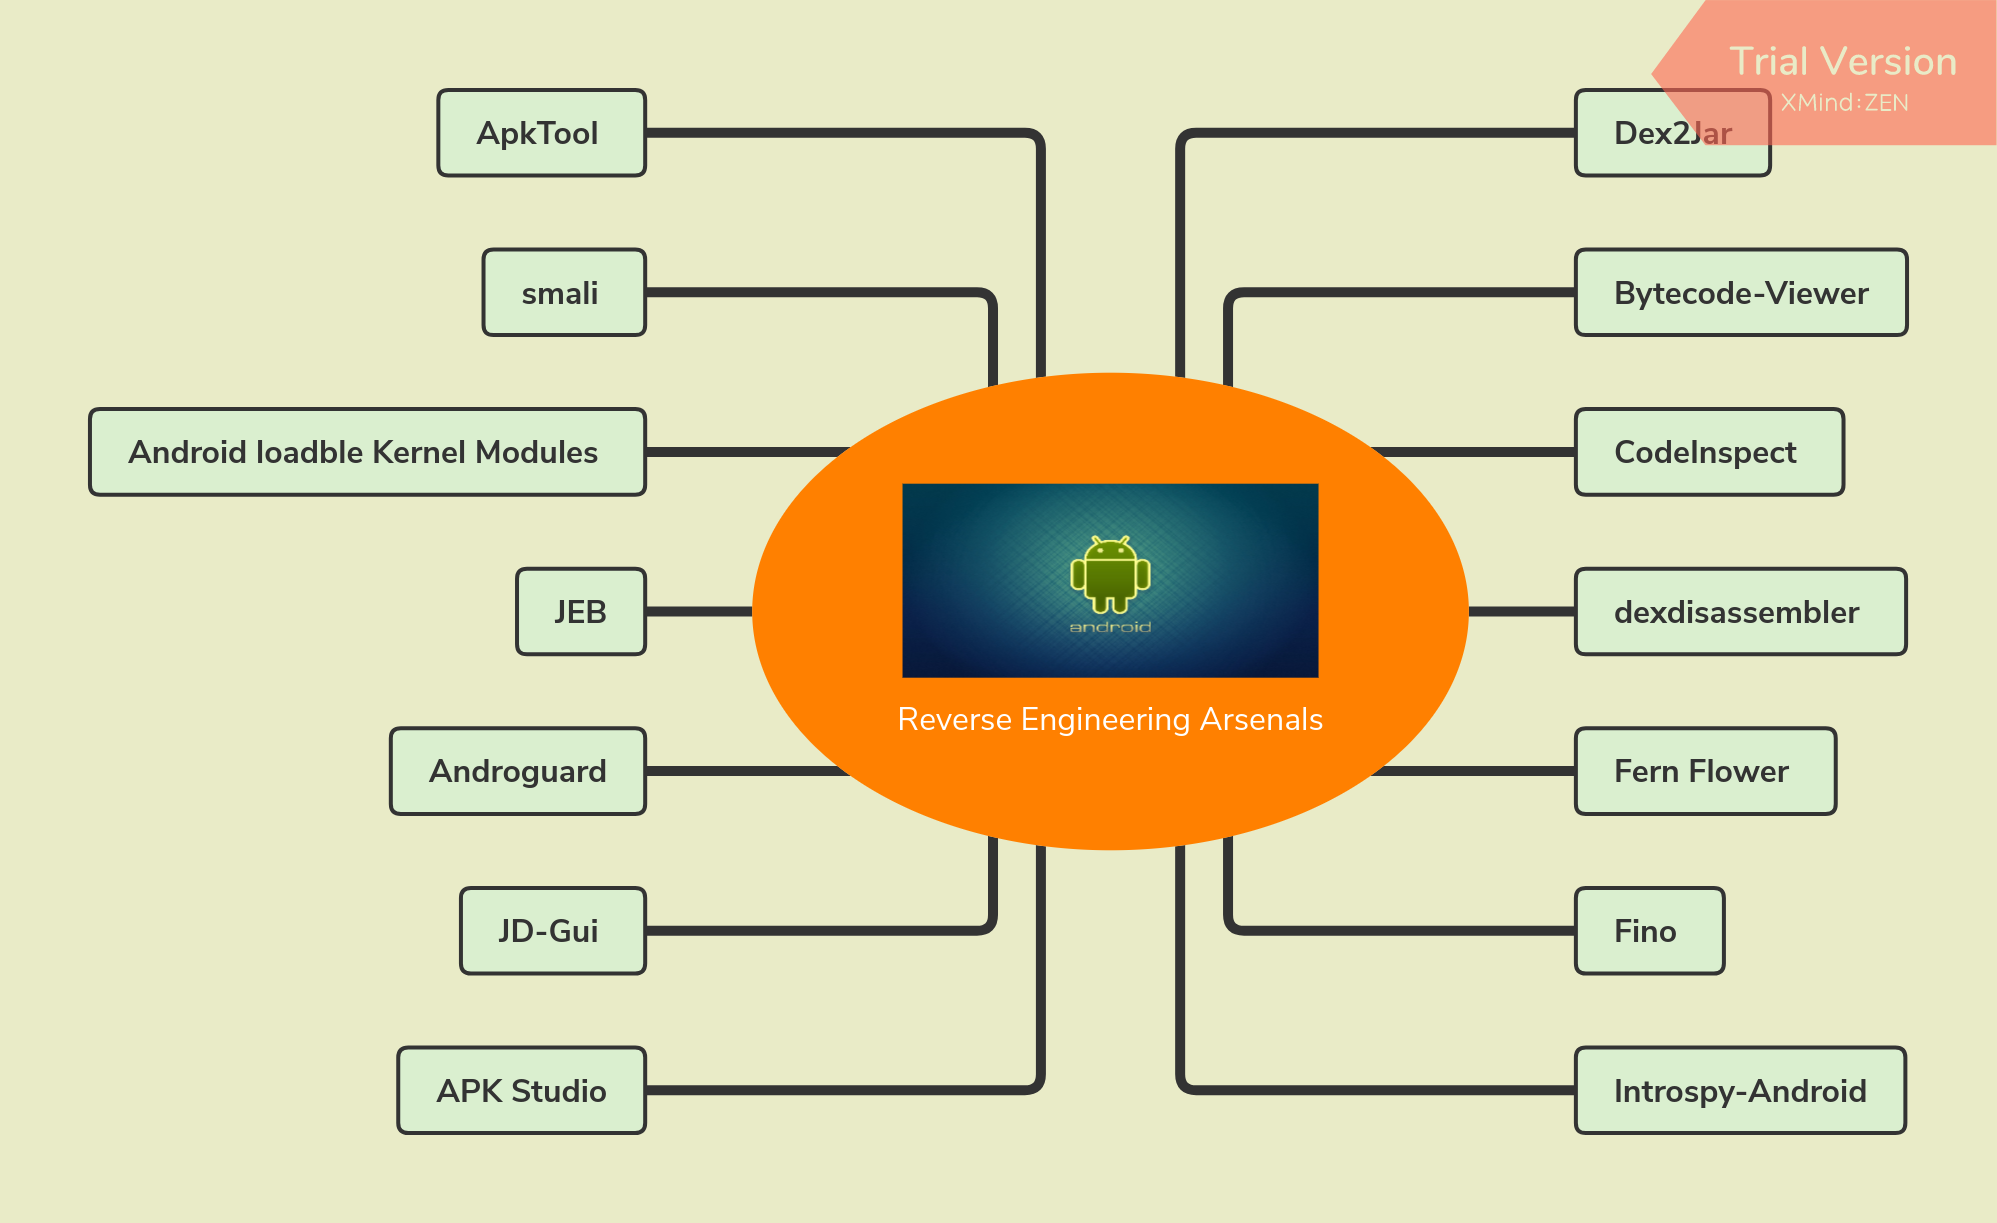 Trial Version
XMind:ZEN
ApkTool
Dex2Jar
smali
Bytecode-Viewer
Android loadble Kernel Modules
CodeInspect
android
JEB
dexdisassembler
Reverse Engineering Arsenals
Androguard
Fern Flower
JD-Gui
Fino
APK Studio
Introspy-Android